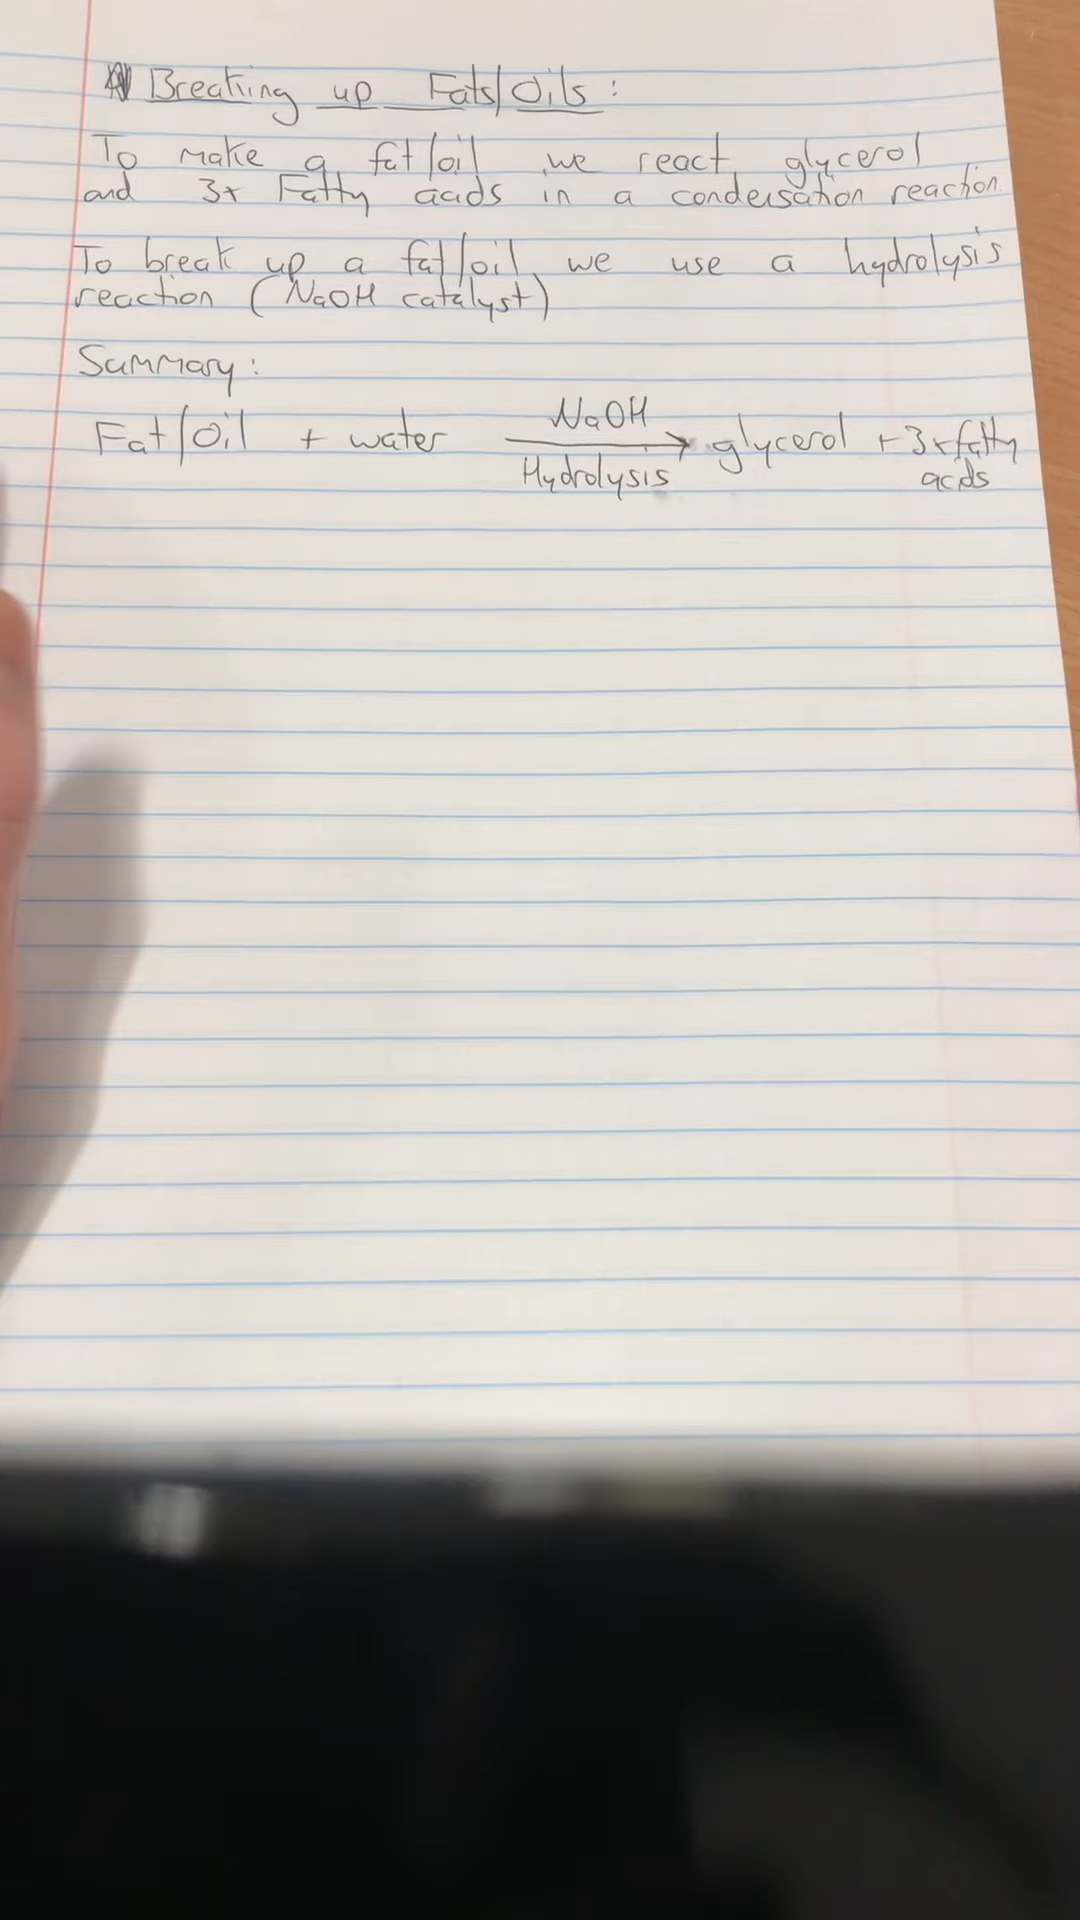 Breaking up Fats/Oils:
To make a fat/oil we react glycerol
and 3x Fatty acids in a condensation reaction.
To break up a fat/oil we use a hydrolysis
reaction (NaOH catalyst)
Summary:
Fat/Oil + water NaOH Hydrolysis → glycerol + 3x fatty
acids